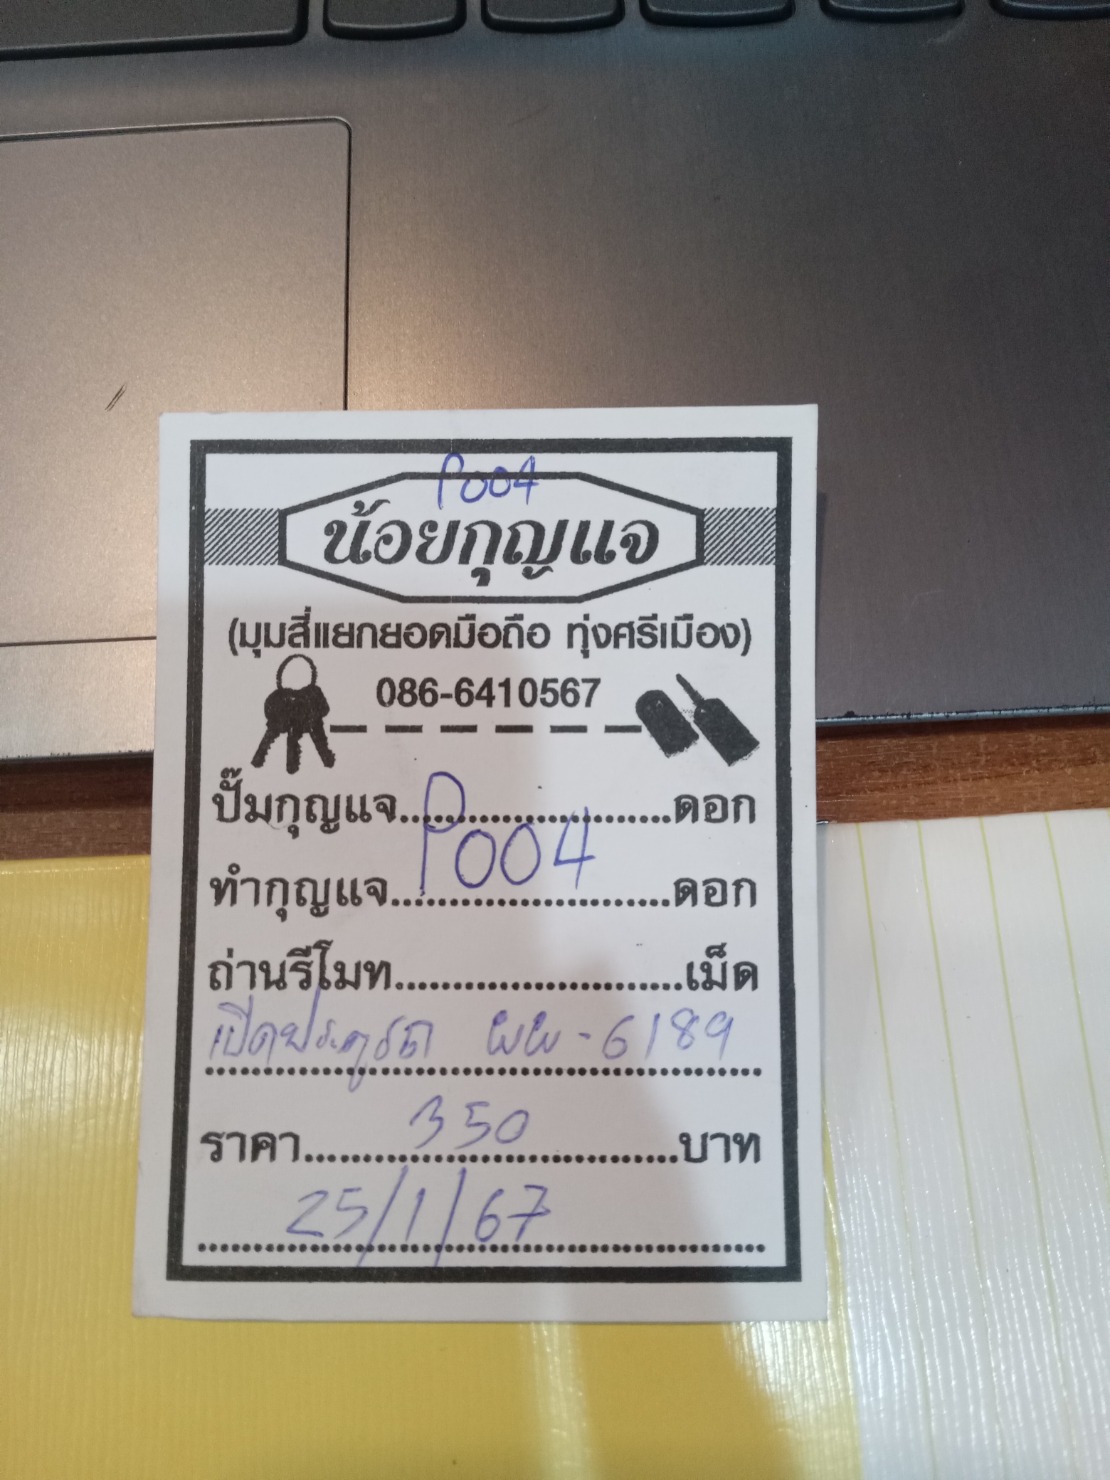 P004
น้อยกุญแจ
(มุมสี่แยกยอดมือถือ ทุ่งศรีเมือง)
086-6410567
ปั๊มกุญแจ........................ดอก
P004
ทำกุญแจ........................ดอก
ถ่านรีโมท........................เม็ด
เปิดประตูรถ ผผ-6189
ราคา 350 บาท
25/1/67